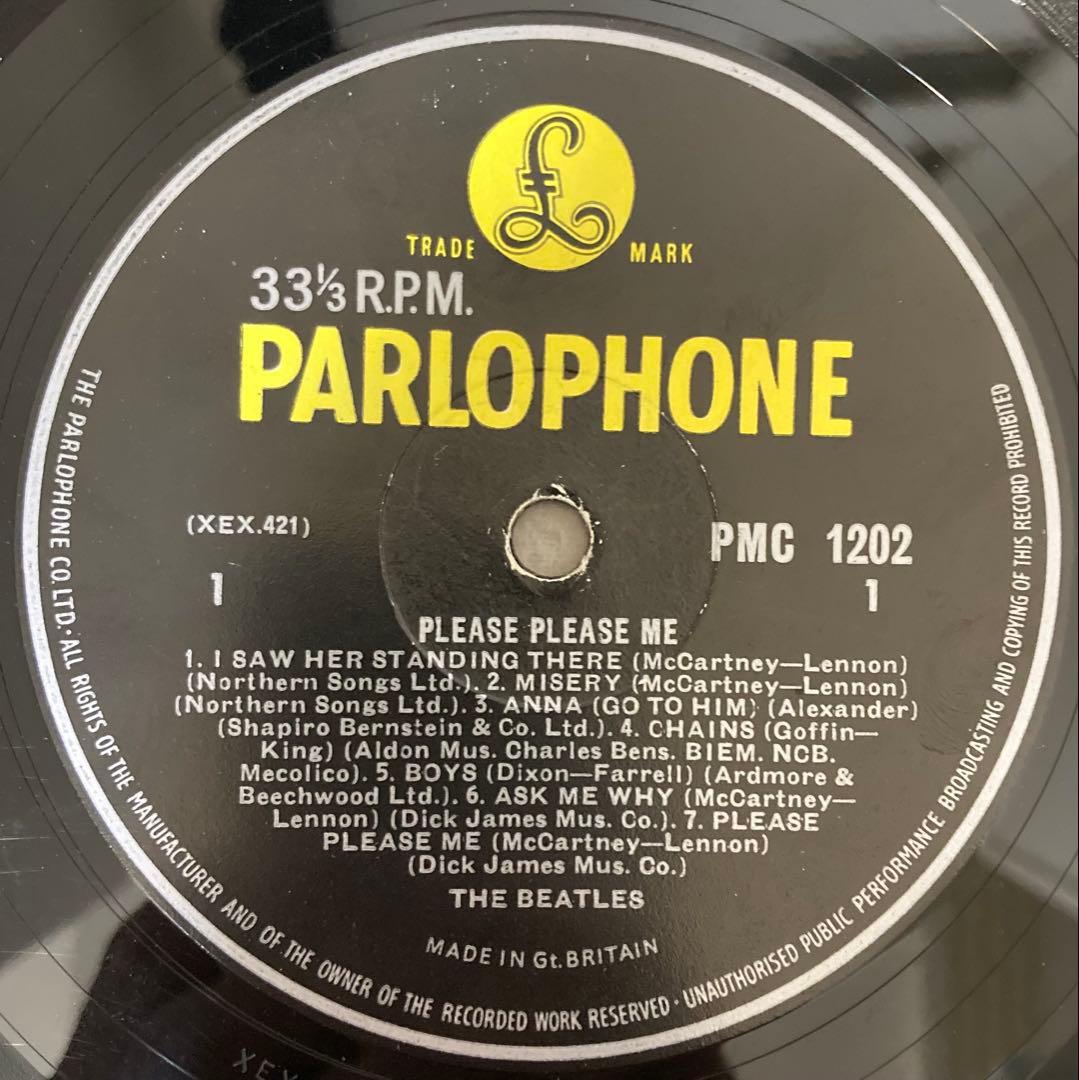 £
TRADE MARK
33⅓ R.P.M.
PARLOPHONE
(XEX.421)
PMC 1202
1
1
PLEASE PLEASE ME
1. I SAW HER STANDING THERE (McCartney—Lennon)
(Northern Songs Ltd.). 2. MISERY (McCartney—Lennon)
(Northern Songs Ltd.). 3. ANNA (GO TO HIM) (Alexander)
(Shapiro Bernstein & Co. Ltd.). 4. CHAINS (Goffin—
King) (Aldon Mus. Charles Bens. BIEM. NCB.
Mecolico). 5. BOYS (Dixon—Farrell) (Ardmore &
Beechwood Ltd.). 6. ASK ME WHY (McCartney—
Lennon) (Dick James Mus. Co.). 7. PLEASE
PLEASE ME (McCartney—Lennon)
(Dick James Mus. Co.)
THE BEATLES
MADE IN Gt. BRITAIN
THE PARLOPHONE CO. LTD. · ALL RIGHTS OF THE MANUFACTURER AND OF THE OWNER OF THE RECORDED WORK RESERVED · UNAUTHORISED PUBLIC PERFORMANCE BROADCASTING AND COPYING OF THIS RECORD PROHIBITED